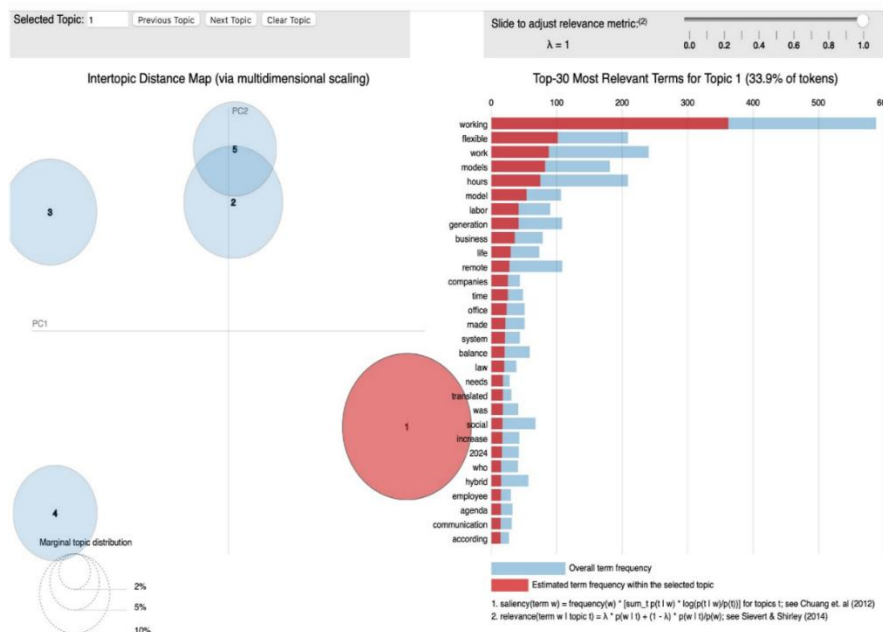 Selected Topic: 1 Previous Topic Next Topic Clear Topic
Slide to adjust relevance metric:(2)
λ = 1
0.0 0.2 0.4 0.6 0.8 1.0
Intertopic Distance Map (via multidimensional scaling)
PC2
5
2
3
PC1
1
4
Marginal topic distribution
2%
5%
10%
Top-30 Most Relevant Terms for Topic 1 (33.9% of tokens)
0 100 200 300 400 500
working
flexible
work
models
hours
model
labor
generation
business
life
remote
companies
time
office
made
system
balance
law
needs
translated
was
social
increase
2024
who
hybrid
employee
agenda
communication
according
Overall term frequency
Estimated term frequency within the selected topic
1. saliency(term w) = frequency(w) * [sum_t p(t | w) * log(p(t | w)/p(t))] for topics t; see Chuang et. al (2012)
2. relevance(term w | topic t) = λ * p(w | t) + (1 - λ) * p(w | t)/p(w); see Sievert & Shirley (2014)